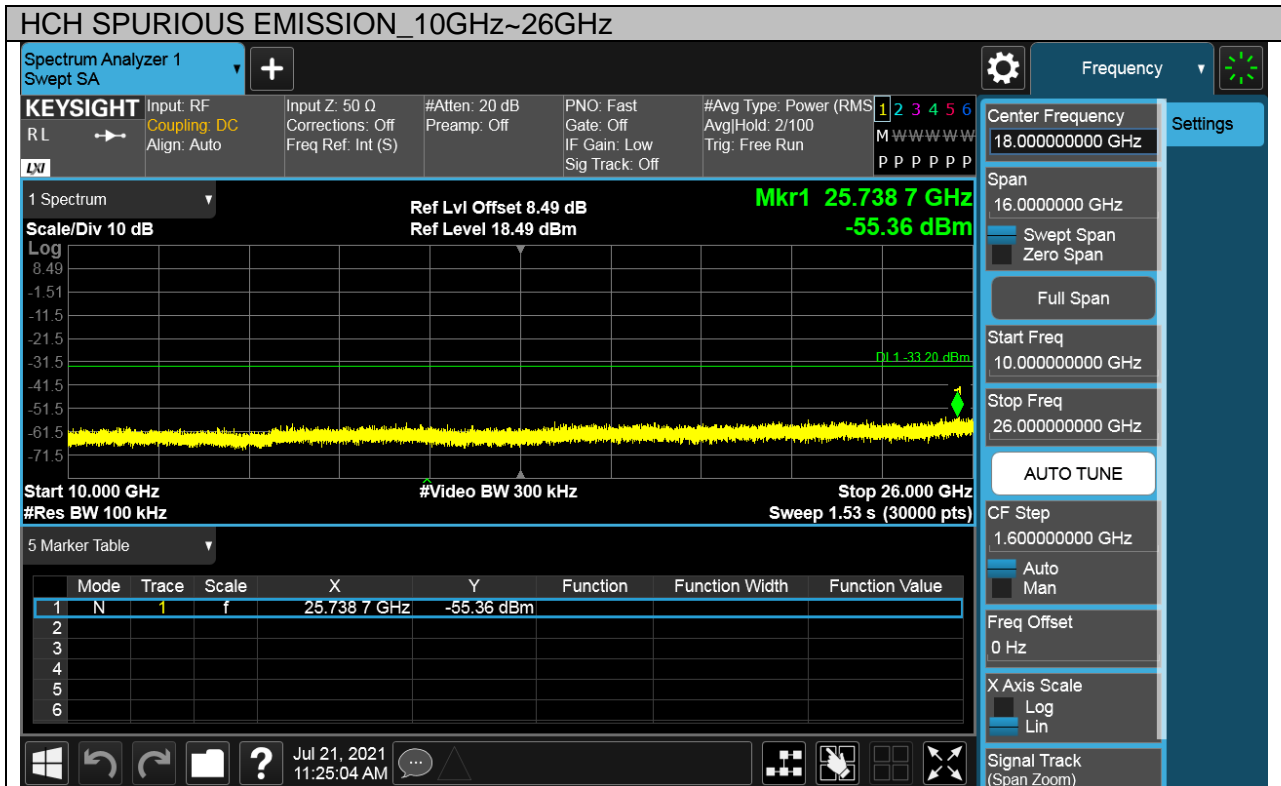 HCH SPURIOUS EMISSION_10GHz~26GHz
Spectrum Analyzer 1
Swept SA
+
Frequency
KEYSIGHT
R L
LXI
Input: RF
Coupling: DC
Align: Auto
Input Z: 50 Ω
Corrections: Off
Freq Ref: Int (S)
#Atten: 20 dB
Preamp: Off
PNO: Fast
Gate: Off
IF Gain: Low
Sig Track: Off
#Avg Type: Power (RMS
Avg|Hold: 2/100
Trig: Free Run
1 2 3 4 5 6
M W W W W W
P P P P P P
1 Spectrum
Scale/Div 10 dB
Log
Ref Lvl Offset 8.49 dB
Ref Level 18.49 dBm
Mkr1 25.738 7 GHz
-55.36 dBm
8.49
-1.51
-11.5
-21.5
-31.5
-41.5
-51.5
-61.5
-71.5
DL1 -33.20 dBm
1
Start 10.000 GHz
#Res BW 100 kHz
#Video BW 300 kHz
Stop 26.000 GHz
Sweep 1.53 s (30000 pts)
5 Marker Table
Mode Trace Scale X Y Function Function Width Function Value
1 N 1 f 25.738 7 GHz -55.36 dBm
2
3
4
5
6
?
Jul 21, 2021
11:25:04 AM
Center Frequency
18.000000000 GHz
Settings
Span
16.0000000 GHz
Swept Span
Zero Span
Full Span
Start Freq
10.000000000 GHz
Stop Freq
26.000000000 GHz
AUTO TUNE
CF Step
1.600000000 GHz
Auto
Man
Freq Offset
0 Hz
X Axis Scale
Log
Lin
Signal Track
(Span Zoom)